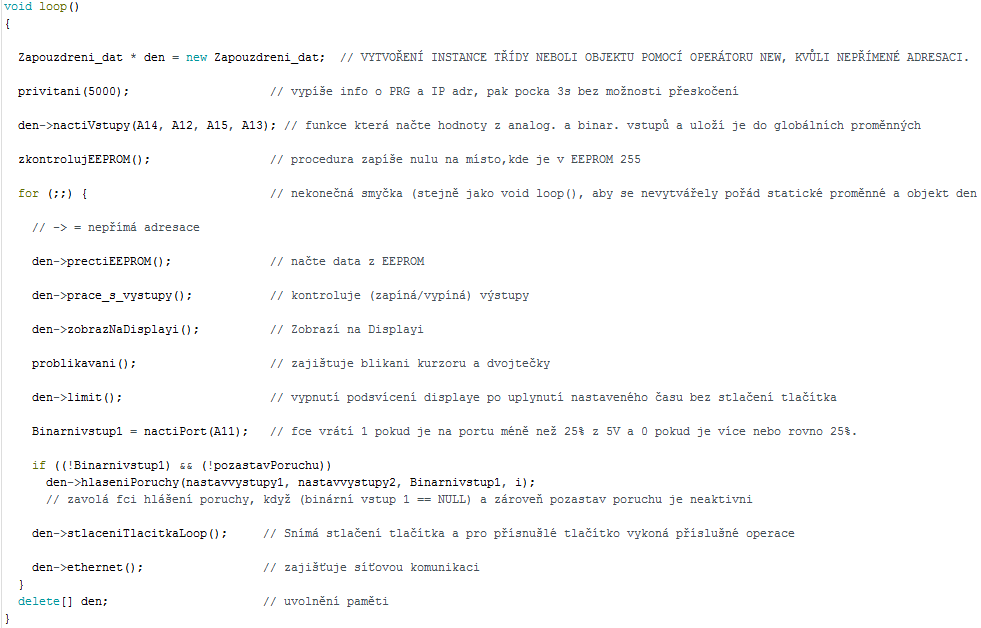 void loop()
{
Zapouzdreni_dat * den = new Zapouzdreni_dat;  // VYTVOŘENÍ INSTANCE TŘÍDY NEBOLI OBJEKTU POMOCÍ OPERÁTORU NEW, KVŮLI NEPŘÍMENÉ ADRESACI.
privitani(5000);                    // vypíše info o PRG a IP adr, pak pocka 3s bez možnosti přeskočení
den->nactiVstupy(A14, A12, A15, A13); // funkce která načte hodnoty z analog. a binar. vstupů a uloží je do globálních proměnných
zkontrolujEEPROM();                 // procedura zapíše nulu na místo,kde je v EEPROM 255
for (;;) {                          // nekonečná smyčka (stejně jako void loop(), aby se nevytvářely pořád statické proměnné a objekt den
// -> = nepřímá adresace
den->prectiEEPROM();              // načte data z EEPROM
den->prace_s_vystupy();           // kontroluje (zapíná/vypíná) výstupy
den->zobrazNaDisplayi();          // Zobrazí na Displayi
problikavani();                   // zajištuje blikani kurzoru a dvojtečky
den->limit();                     // vypnutí podsvícení displaye po uplynutí nastaveného času bez stlačení tlačítka
Binarnivstup1 = nactiPort(A11);   // fce vrátí 1 pokud je na portu méně než 25% z 5V a 0 pokud je více nebo rovno 25%.
if ((!Binarnivstup1) && (!pozastavPoruchu))
den->hlaseniPoruchy(nastavvystupy1, nastavvystupy2, Binarnivstup1, i);
// zavolá fci hlášení poruchy, když (binární vstup 1 == NULL) a zároveň pozastav poruchu je neaktivni
den->stlaceniTlacitkaLoop();     // Snímá stlačení tlačítka a pro přísnušlé tlačítko vykoná příslušné operace
den->ethernet();                 // zajišťuje síťovou komunikaci
}
delete[] den;                      // uvolnění paměti
}